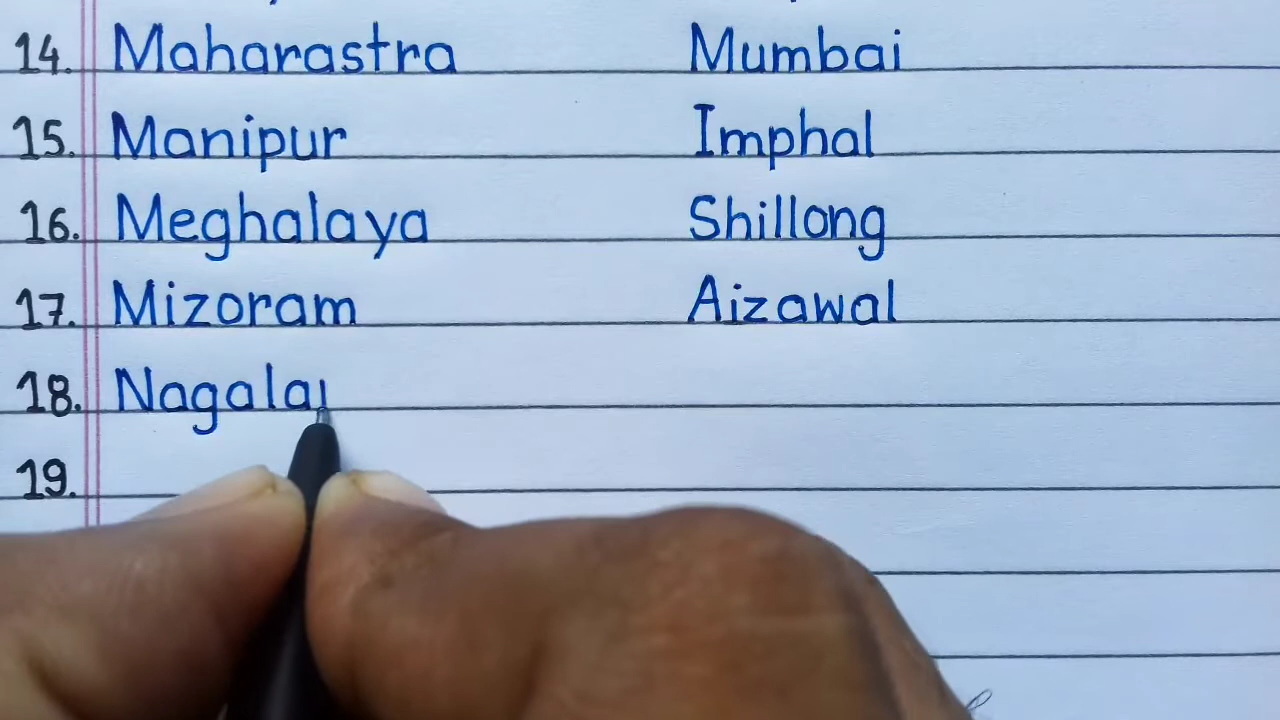 14. Maharastra Mumbai
15. Manipur Imphal
16. Meghalaya Shillong
17. Mizoram Aizawal
18. Nagala
19.